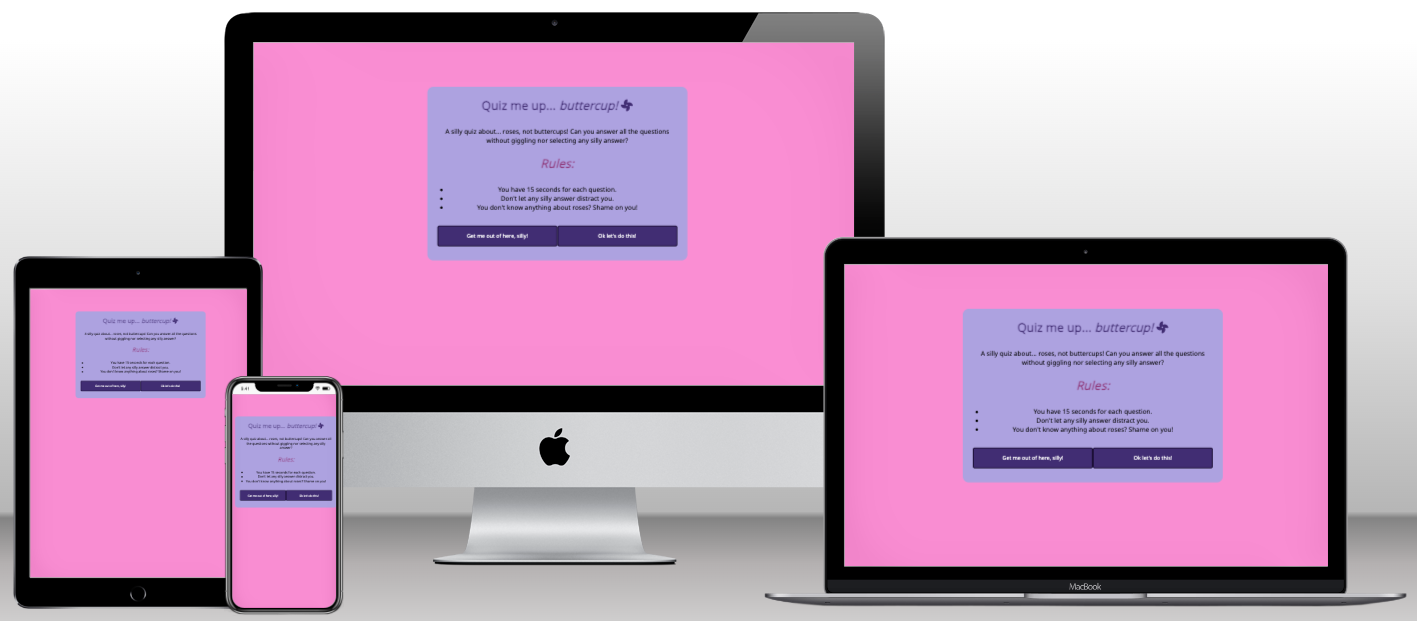 Quiz me up... buttercup!
A silly quiz about... roses, not buttercups! Can you answer all the questions
without giggling nor selecting any silly answer?
Rules:
You have 15 seconds for each question.
Don't let any silly answer distract you.
You don't know anything about roses? Shame on you!
Get me out of here, silly!
Ok let's do this!
Quiz me up... buttercup!
A silly quiz about... roses, not buttercups! Can you answer all the questions
without giggling nor selecting any silly answer?
Rules:
You have 15 seconds for each question.
Don't let any silly answer distract you.
You don't know anything about roses? Shame on you!
Get me out of here, silly!
Ok let's do this!
9:41
Quiz me up... buttercup!
A silly quiz about... roses, not buttercups! Can you answer all
the questions without giggling nor selecting any silly
answer?
Rules:
You have 15 seconds for each question.
Don't let any silly answer distract you.
You don't know anything about roses? Shame on you!
Get me out of here, silly!
Ok let's do this!
Quiz me up... buttercup!
A silly quiz about... roses, not buttercups! Can you answer all the questions
without giggling nor selecting any silly answer?
Rules:
You have 15 seconds for each question.
Don't let any silly answer distract you.
You don't know anything about roses? Shame on you!
Get me out of here, silly!
Ok let's do this!
MacBook